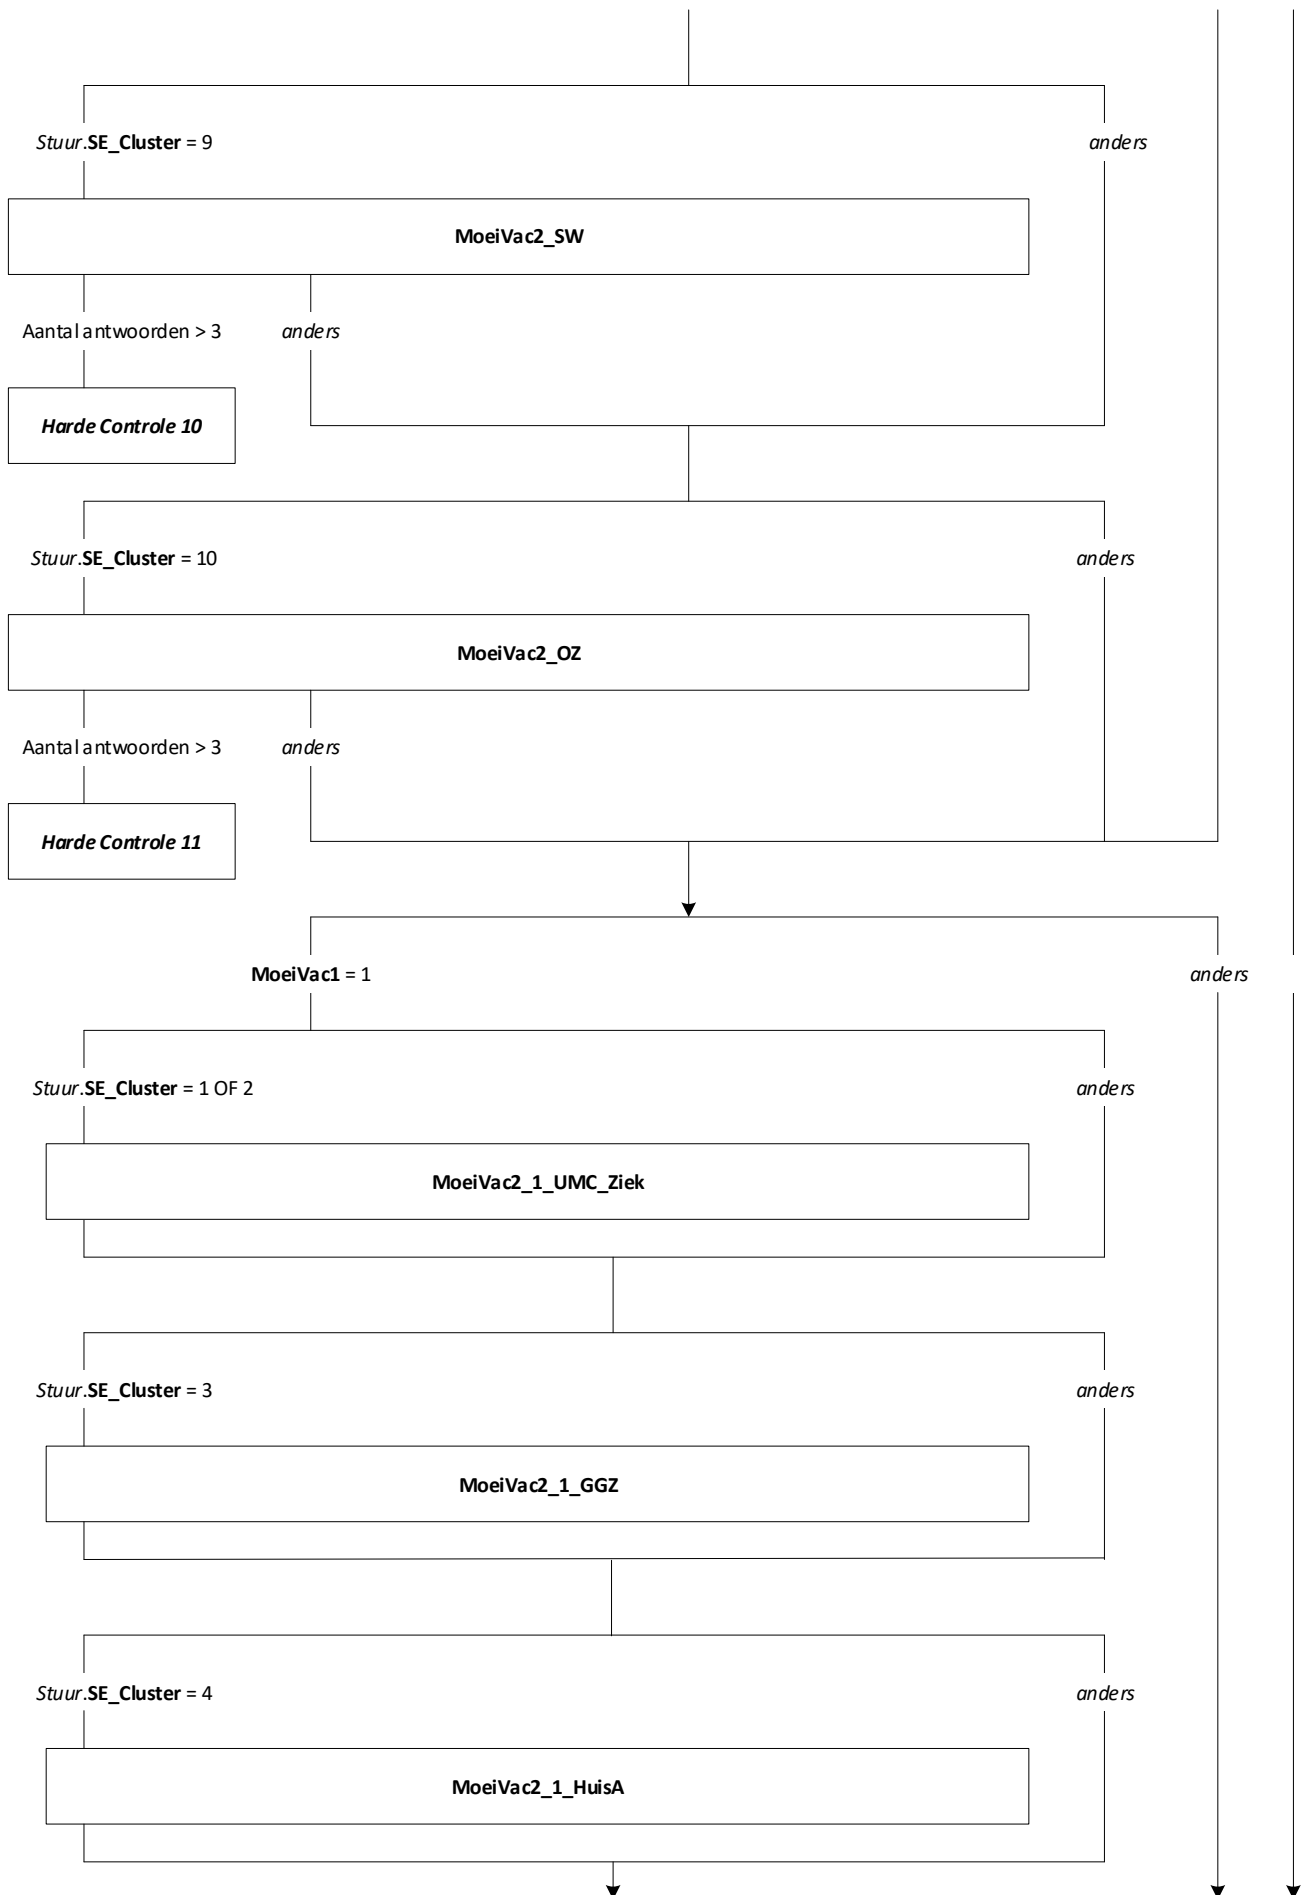 Stuur.SE_Cluster = 9
anders
MoeiVac2_SW
Aantal antwoorden > 3
anders
Harde Controle 10
Stuur.SE_Cluster = 10
anders
MoeiVac2_OZ
Aantal antwoorden > 3
anders
Harde Controle 11
MoeiVac1 = 1
anders
Stuur.SE_Cluster = 1 OF 2
anders
MoeiVac2_1_UMC_Ziek
Stuur.SE_Cluster = 3
anders
MoeiVac2_1_GGZ
Stuur.SE_Cluster = 4
anders
MoeiVac2_1_HuisA